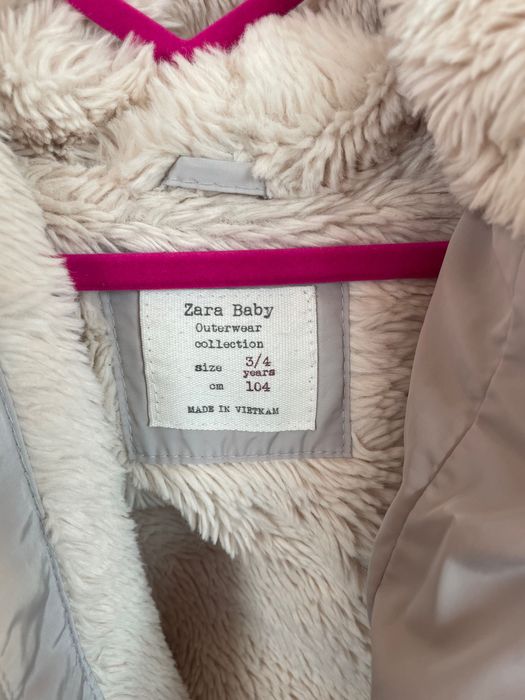 Zara Baby
Outerwear
collection
size 3/4
years
cm 104
MADE IN VIETNAM